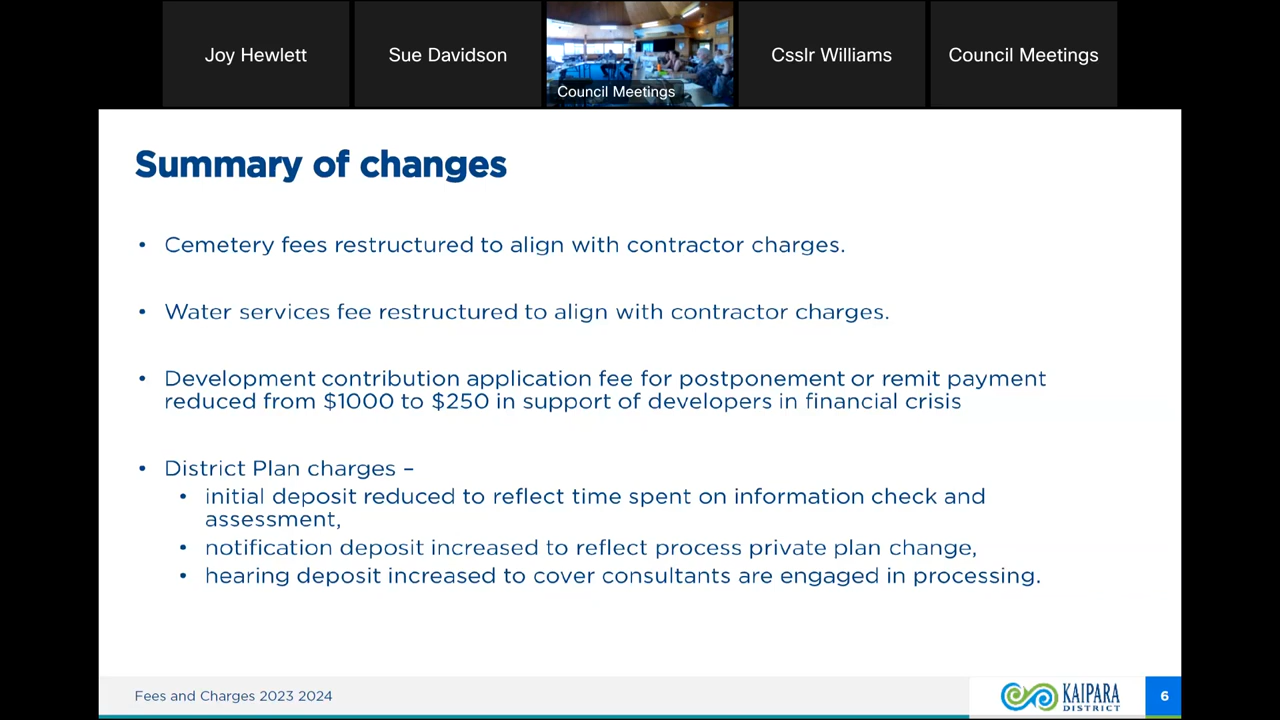 Joy Hewlett
Sue Davidson
Council Meetings
Csslr Williams
Council Meetings
Summary of changes
• Cemetery fees restructured to align with contractor charges.
• Water services fee restructured to align with contractor charges.
• Development contribution application fee for postponement or remit payment
reduced from $1000 to $250 in support of developers in financial crisis
• District Plan charges –
• initial deposit reduced to reflect time spent on information check and
assessment,
• notification deposit increased to reflect process private plan change,
• hearing deposit increased to cover consultants are engaged in processing.
Fees and Charges 2023 2024
KAIPARA
DISTRICT
6